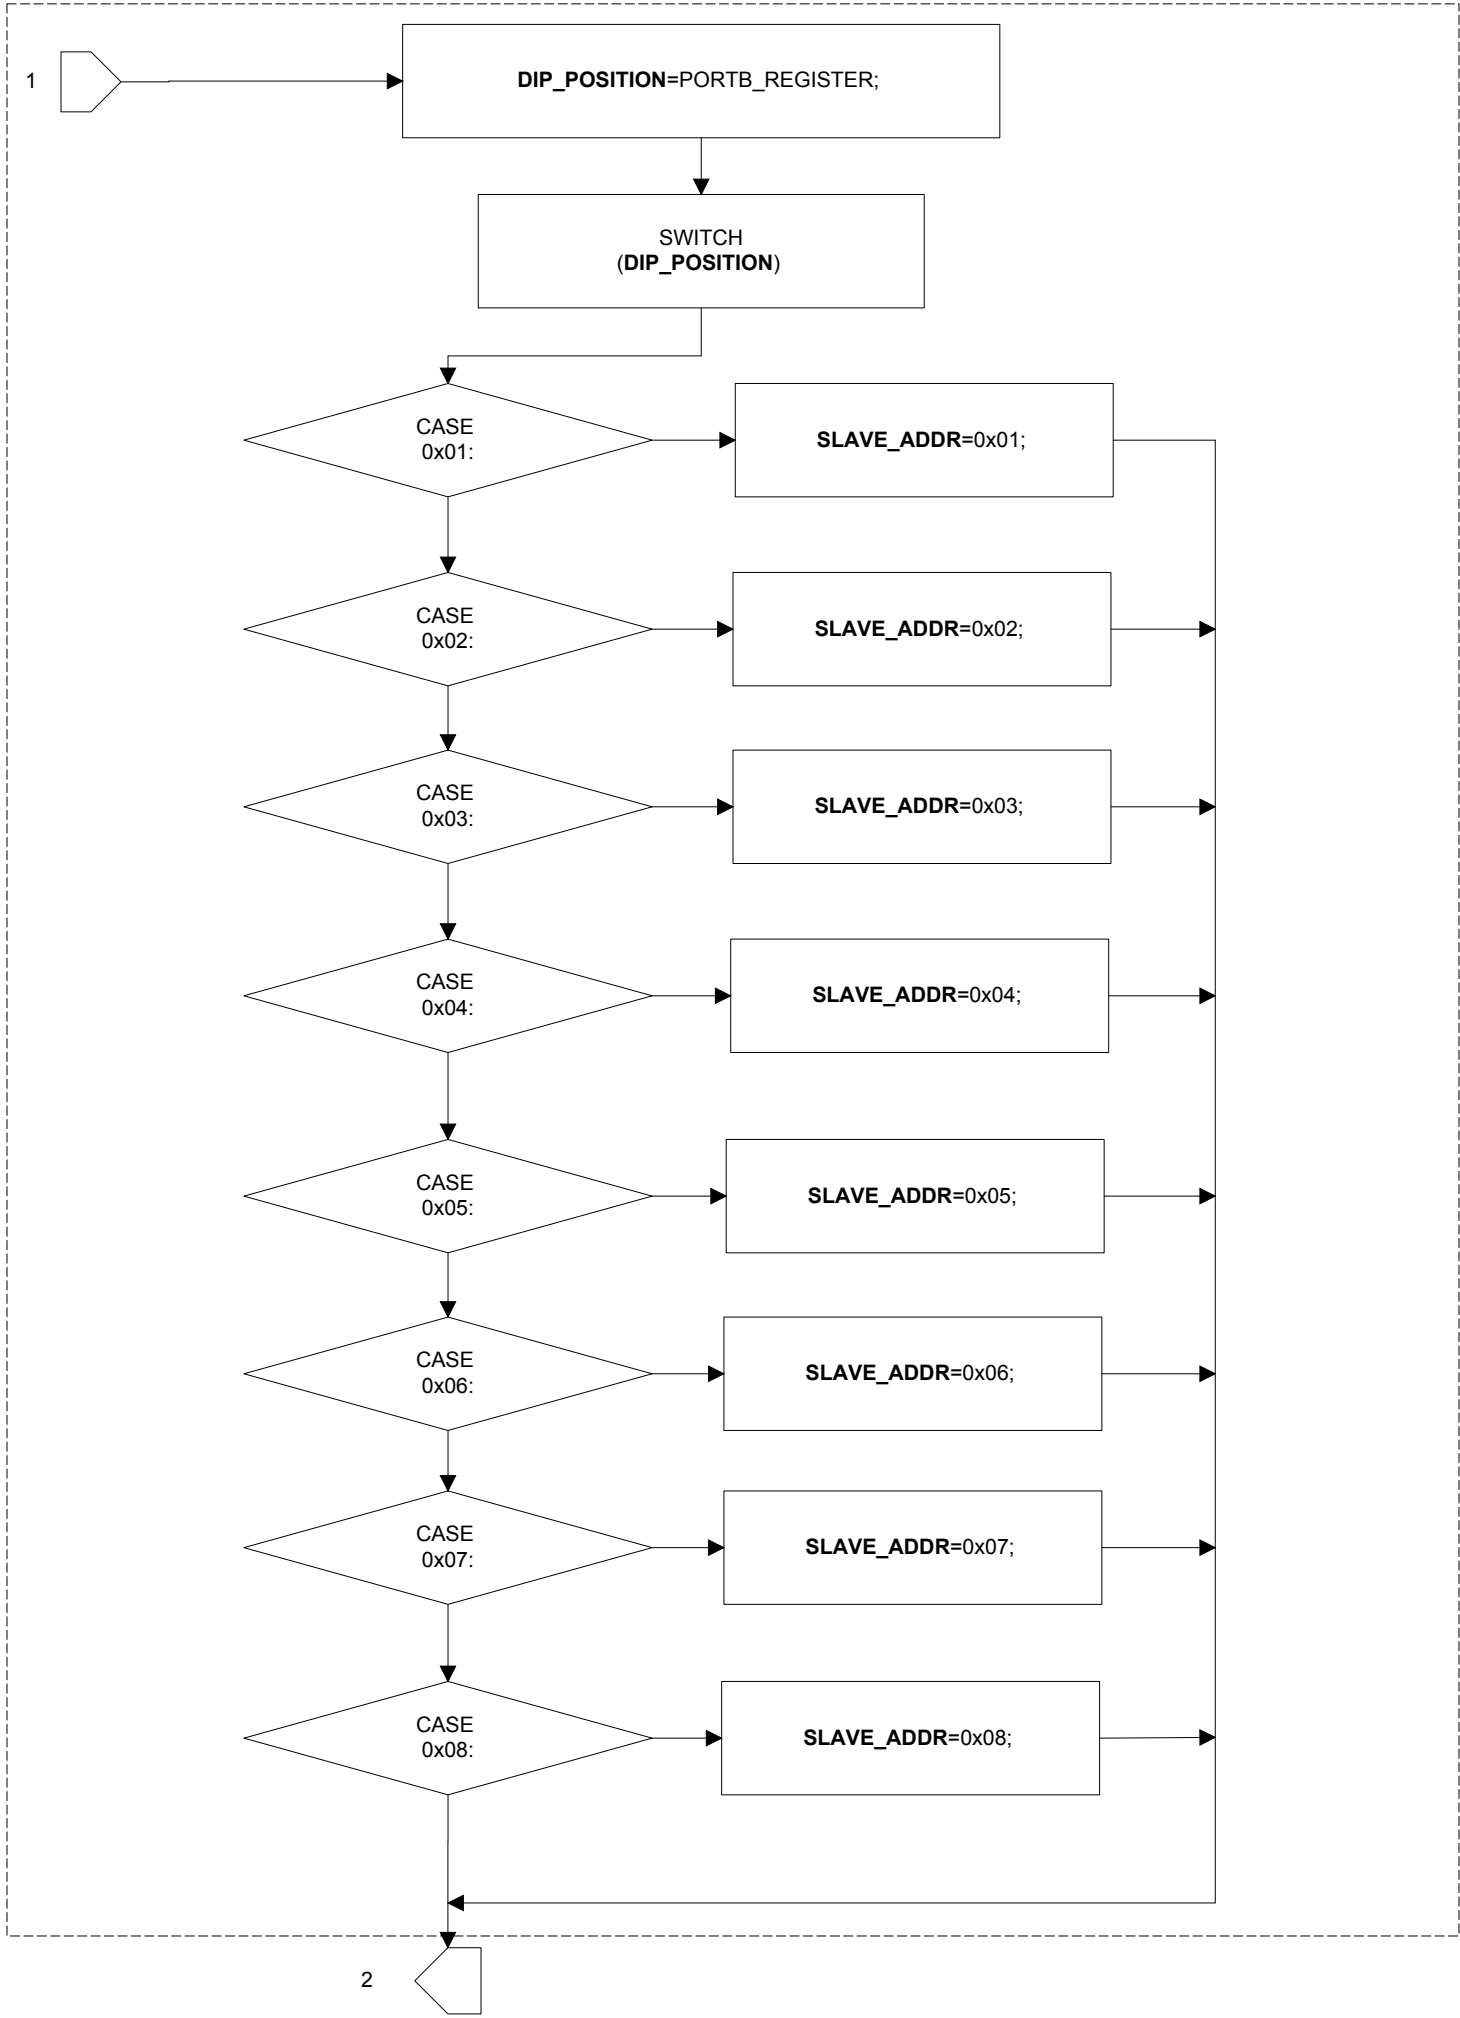 1
DIP_POSITION=PORTB_REGISTER;
SWITCH
(DIP_POSITION)
CASE
0x01:
SLAVE_ADDR=0x01;
CASE
0x02:
SLAVE_ADDR=0x02;
CASE
0x03:
SLAVE_ADDR=0x03;
CASE
0x04:
SLAVE_ADDR=0x04;
CASE
0x05:
SLAVE_ADDR=0x05;
CASE
0x06:
SLAVE_ADDR=0x06;
CASE
0x07:
SLAVE_ADDR=0x07;
CASE
0x08:
SLAVE_ADDR=0x08;
2